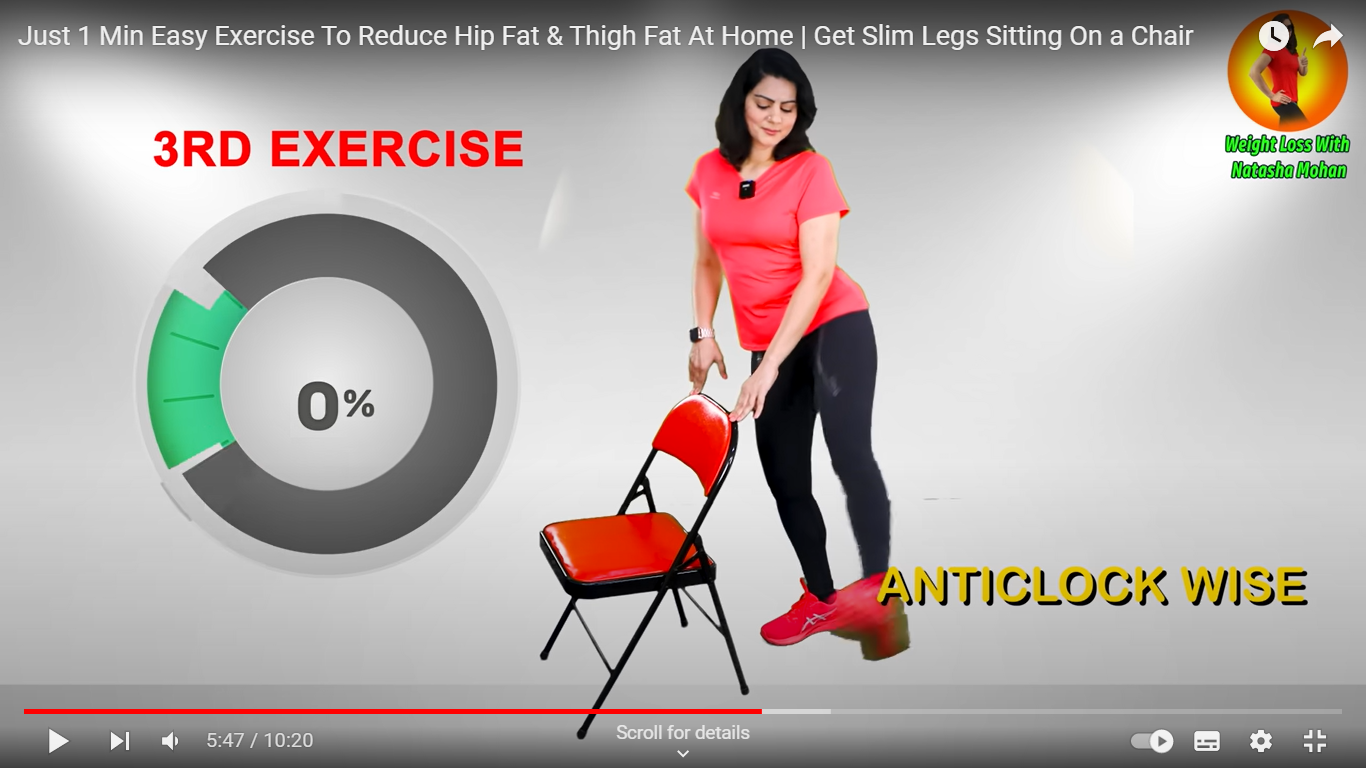 Just 1 Min Easy Exercise To Reduce Hip Fat & Thigh Fat At Home | Get Slim Legs Sitting On a Chair
Weight Loss With
Natasha Mohan
3RD EXERCISE
0%
ANTICLOCK WISE
5:47 / 10:20
Scroll for details